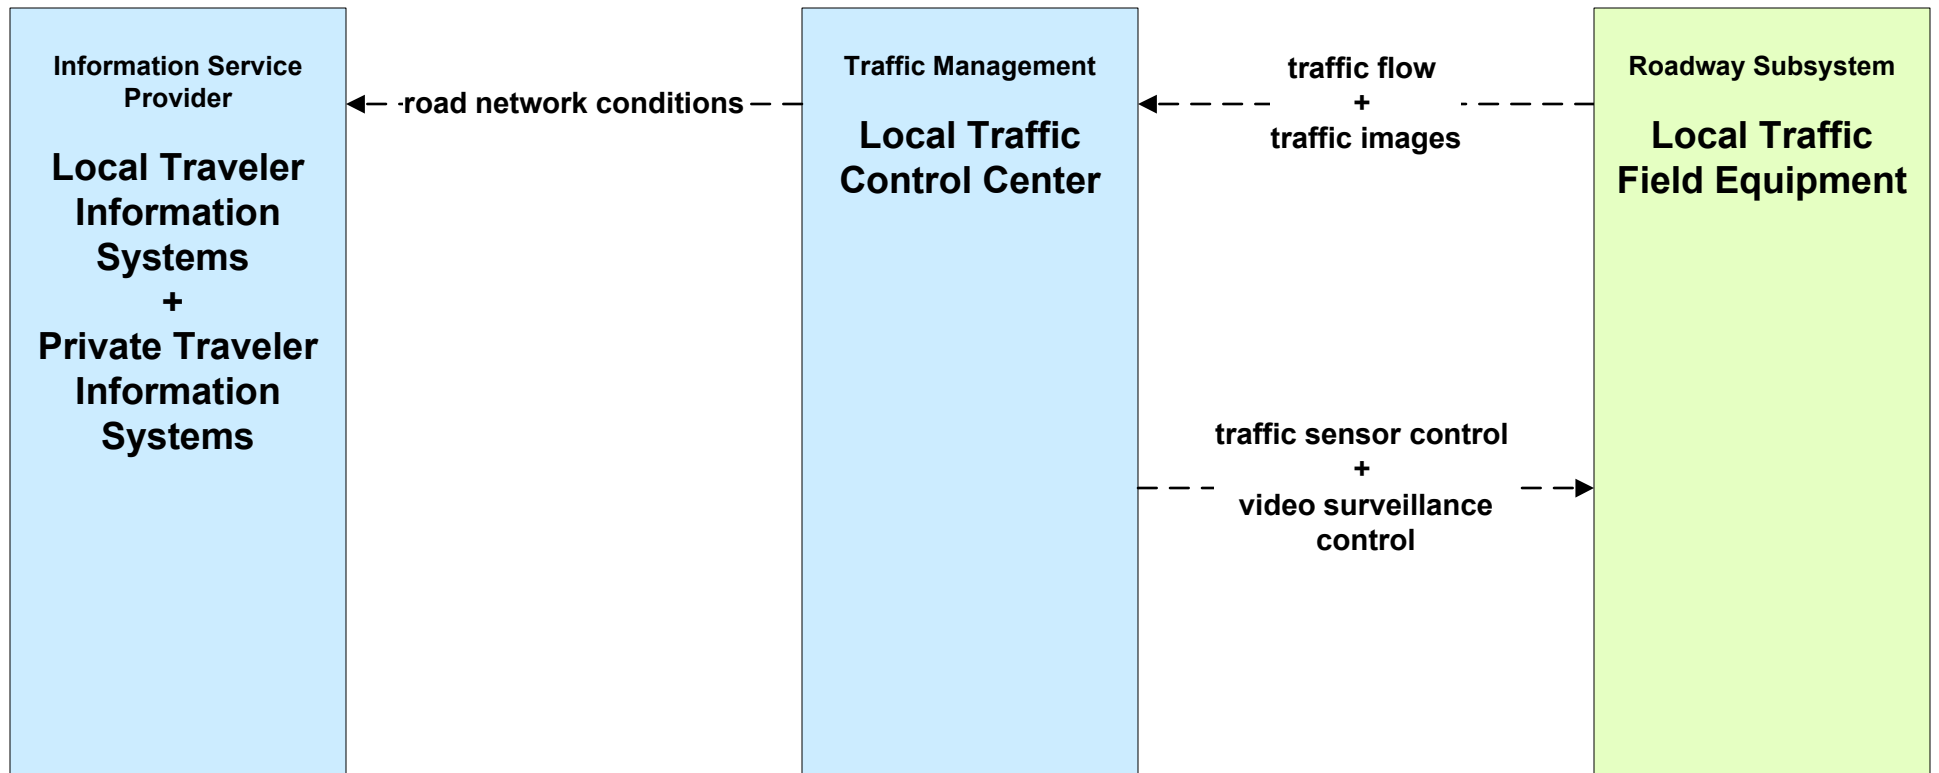 Information Service
Provider
Local Traveler
Information
Systems
+
Private Traveler
Information
Systems
road network conditions
Traffic Management
Local Traffic
Control Center
traffic flow
+
traffic images
traffic sensor control
+
video surveillance
control
Roadway Subsystem
Local Traffic
Field Equipment